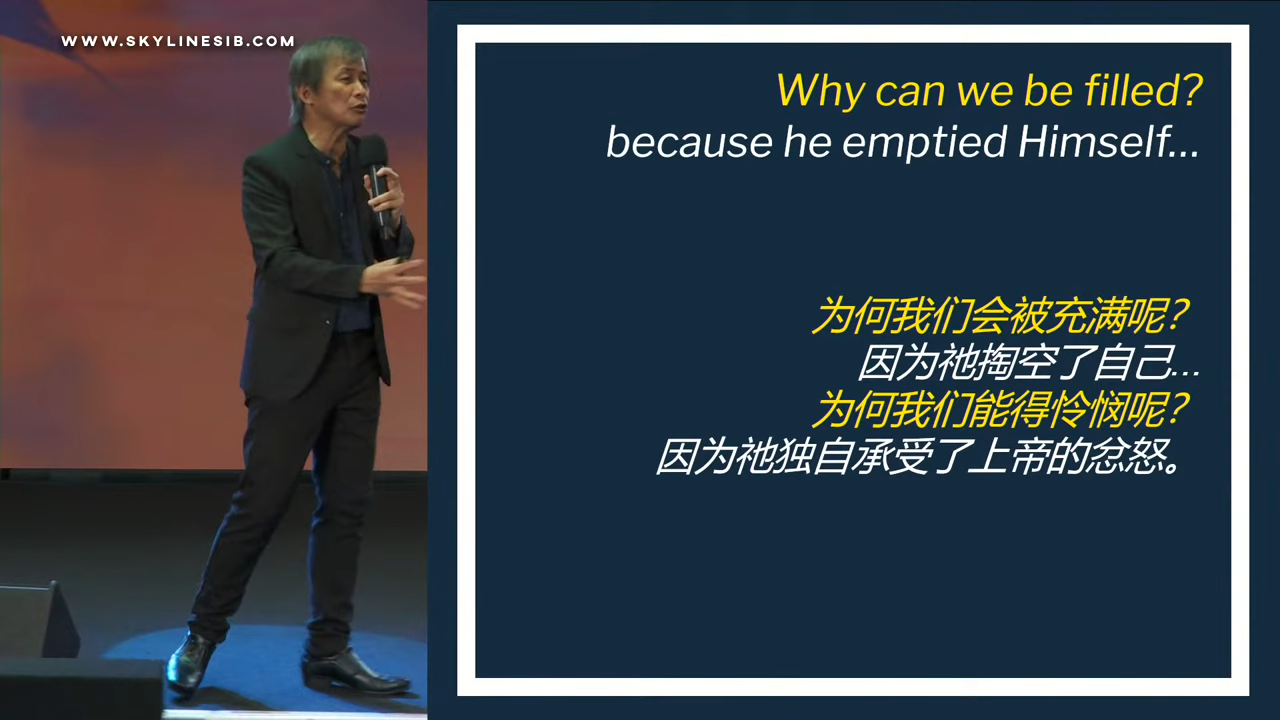 WWW.SKYLINESIB.COM
Why can we be filled?
because he emptied Himself...
为何我们会被充满呢?
因为祂掏空了自己...
为何我们能得怜悯呢?
因为祂独自承受了上帝的忿怒。